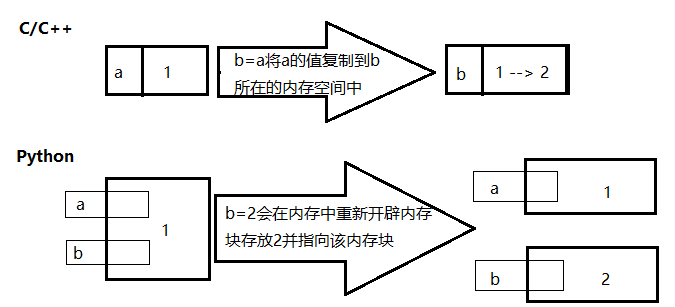 C/C++
a 1
b=a将a的值复制到b
所在的内存空间中
b 1 --> 2
Python
a
b
1
b=2会在内存中重新开辟内存
块存放2并指向该内存块
a 1
b 2